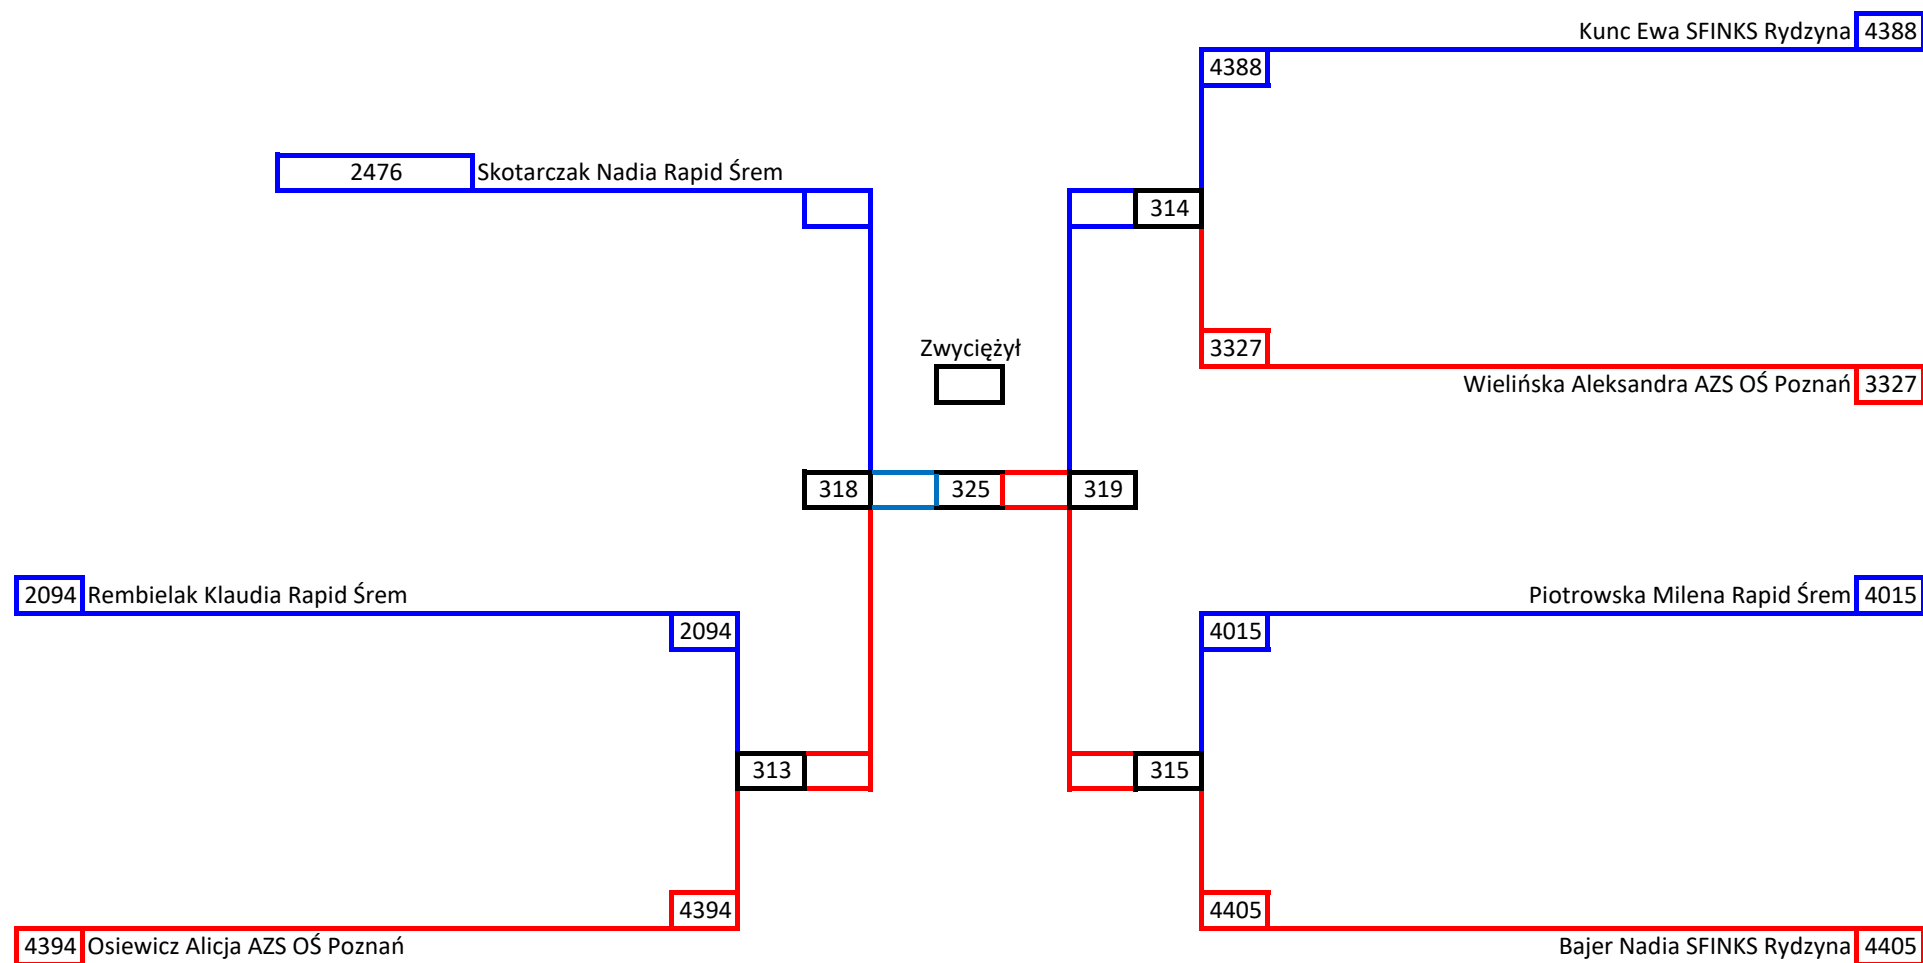 Kunc Ewa SFINKS Rydzyna 4388
4388
2476 Skotarczak Nadia Rapid Śrem
314
Zwyciężył
3327
Wielińska Aleksandra AZS OŚ Poznań 3327
318 325 319
2094 Rembielak Klaudia Rapid Śrem
Piotrowska Milena Rapid Śrem 4015
2094
4015
313
315
4394
4405
4394 Osiewicz Alicja AZS OŚ Poznań
Bajer Nadia SFINKS Rydzyna 4405